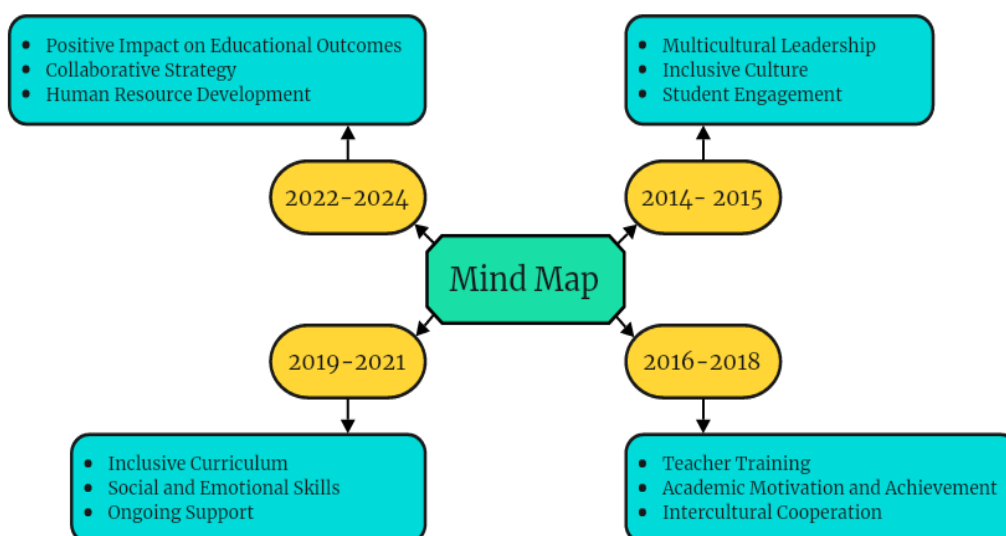 • Positive Impact on Educational Outcomes
• Collaborative Strategy
• Human Resource Development
• Multicultural Leadership
• Inclusive Culture
• Student Engagement
2022-2024
2014- 2015
Mind Map
2019-2021
2016-2018
• Inclusive Curriculum
• Social and Emotional Skills
• Ongoing Support
• Teacher Training
• Academic Motivation and Achievement
• Intercultural Cooperation